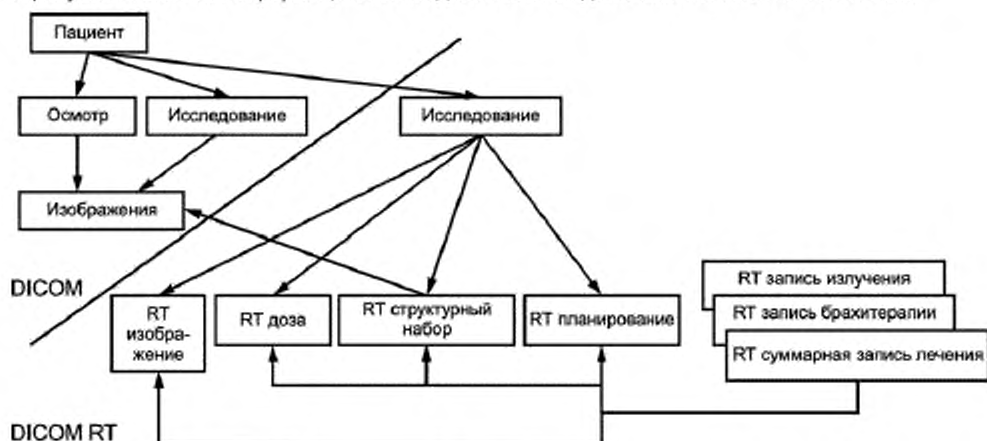 Пациент
Осмотр
Исследование
Исследование
Изображения
DICOM
RT
изобра-
жение
RT доза
RT структурный
набор
RT планирование
RT запись излучения
RT запись брахитерапии
RT суммарная запись лечения
DICOM RT